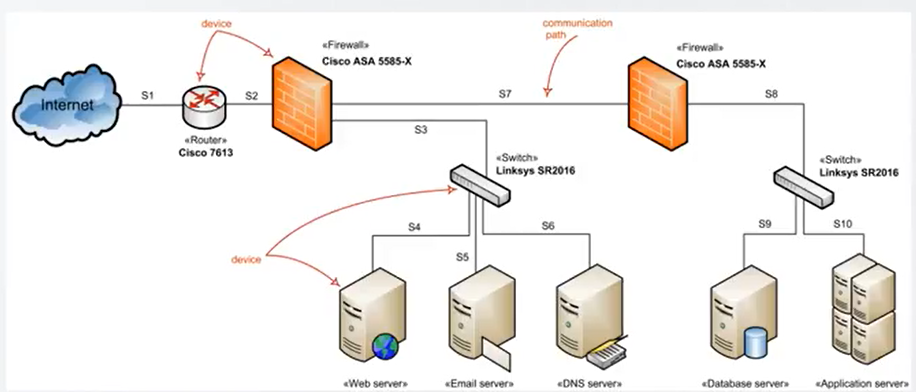 device
communication
path
«Firewall»
Cisco ASA 5585-X
«Firewall»
Cisco ASA 5585-X
Internet
S1
S2
S7
S8
«Router»
Cisco 7613
S3
«Switch»
Linksys SR2016
«Switch»
Linksys SR2016
S4
S5
S6
S9
S10
device
«Web server»
«Email server»
«DNS server»
«Database server»
«Application server»